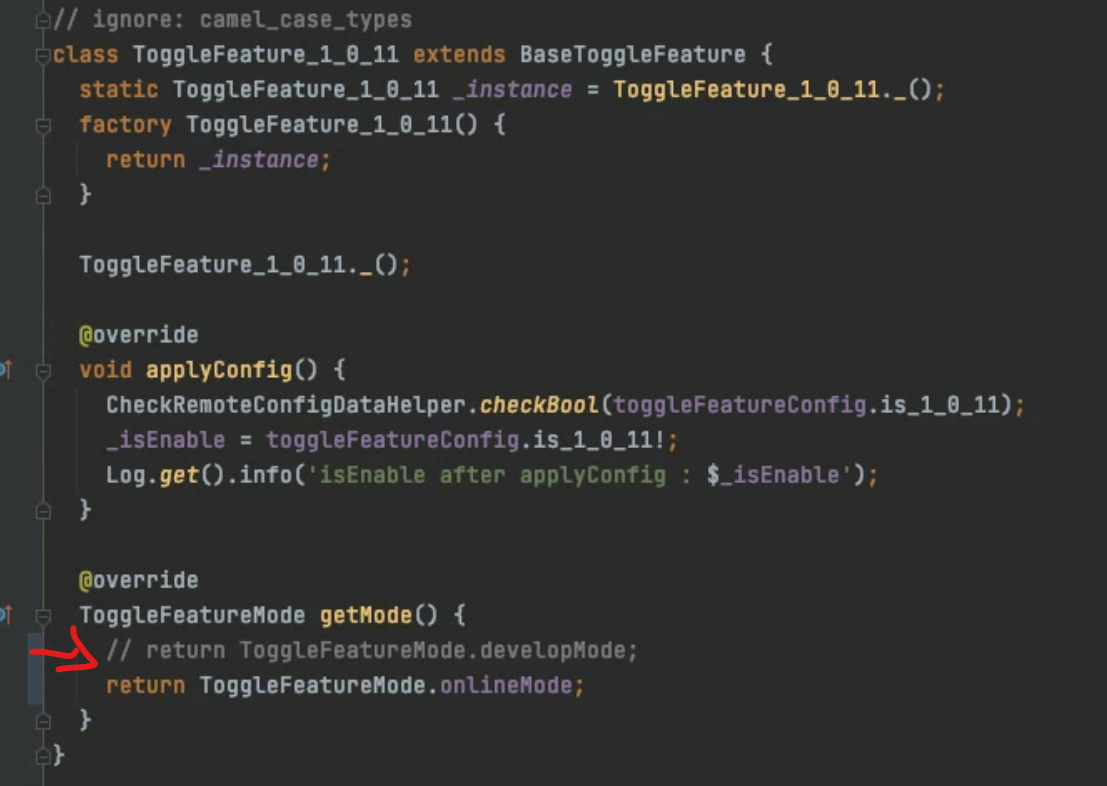 // ignore: camel_case_types
class ToggleFeature_1_0_11 extends BaseToggleFeature {
static ToggleFeature_1_0_11 _instance = ToggleFeature_1_0_11._();
factory ToggleFeature_1_0_11() {
return _instance;
}
ToggleFeature_1_0_11._();
@override
void applyConfig() {
CheckRemoteConfigDataHelper.checkBool(toggleFeatureConfig.is_1_0_11);
_isEnable = toggleFeatureConfig.is_1_0_11!;
Log.get().info('isEnable after applyConfig : $_isEnable');
}
@override
ToggleFeatureMode getMode() {
// return ToggleFeatureMode.developMode;
return ToggleFeatureMode.onlineMode;
}
}